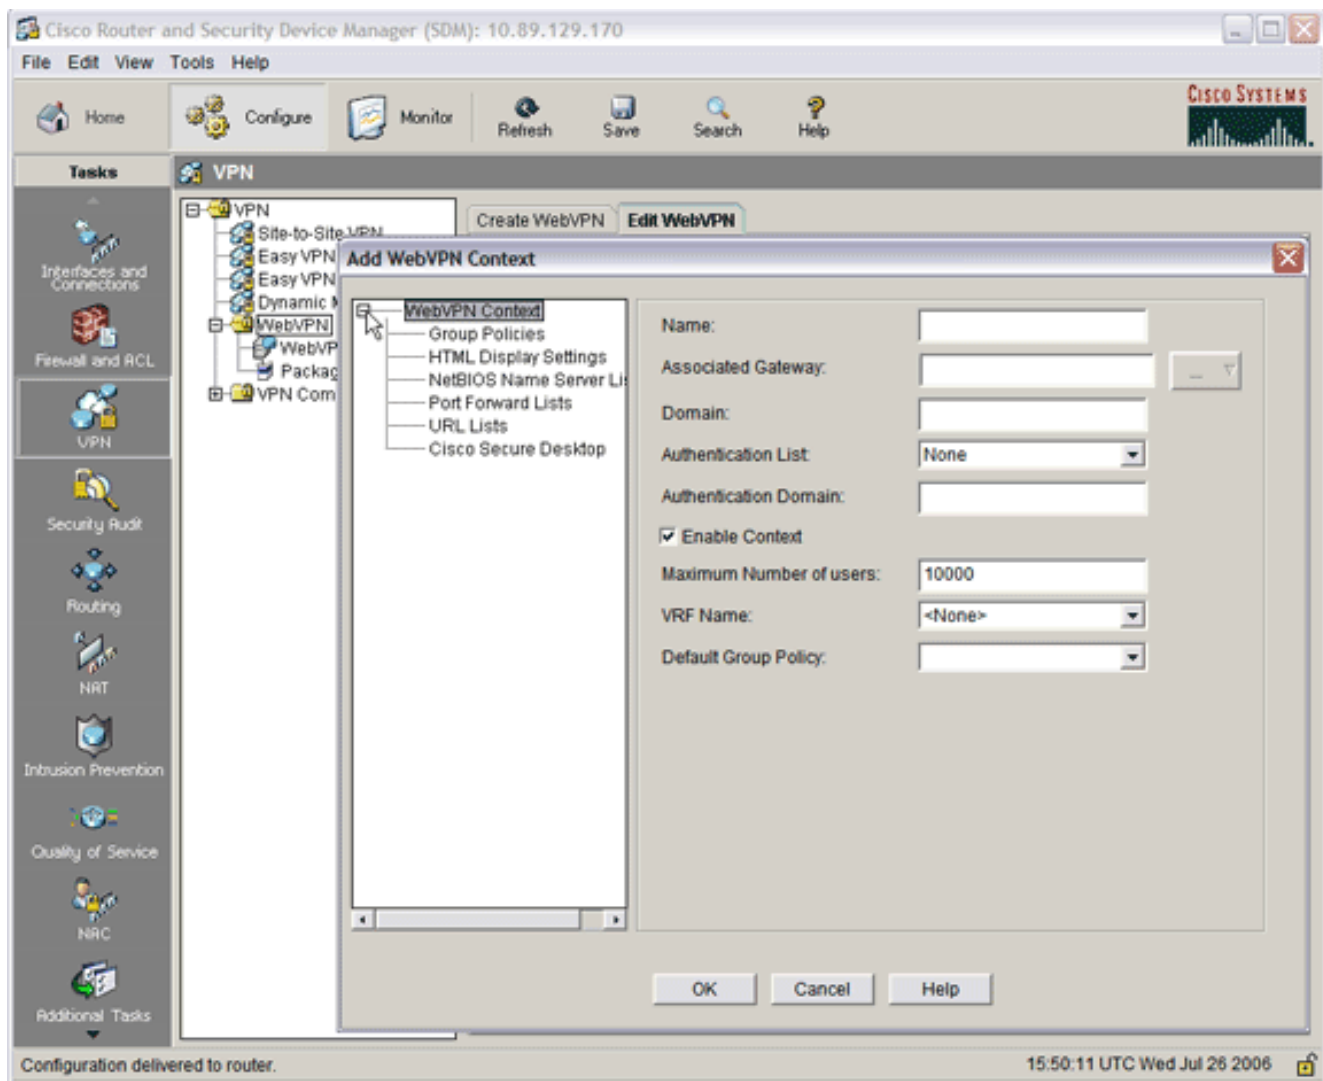 Cisco Router and Security Device Manager (SDM): 10.89.129.170
File Edit View Tools Help
Home Configure Monitor Refresh Save Search Help
CISCO SYSTEMS
Tasks
VPN
Interfaces and Connections
Firewall and ACL
VPN
Security Audit
Routing
NAT
Intrusion Prevention
Quality of Service
NAC
Additional Tasks
VPN
Site-to-Site VPN
Easy VPN
Easy VPN
Dynamic M
WebVPN
WebVP
Packag
VPN Com
Create WebVPN Edit WebVPN
Add WebVPN Context
WebVPN Context
Group Policies
HTML Display Settings
NetBIOS Name Server Lis
Port Forward Lists
URL Lists
Cisco Secure Desktop
Name:
Associated Gateway: ...
Domain:
Authentication List: None
Authentication Domain:
Enable Context
Maximum Number of users: 10000
VRF Name: <None>
Default Group Policy:
OK Cancel Help
Configuration delivered to router.
15:50:11 UTC Wed Jul 26 2006